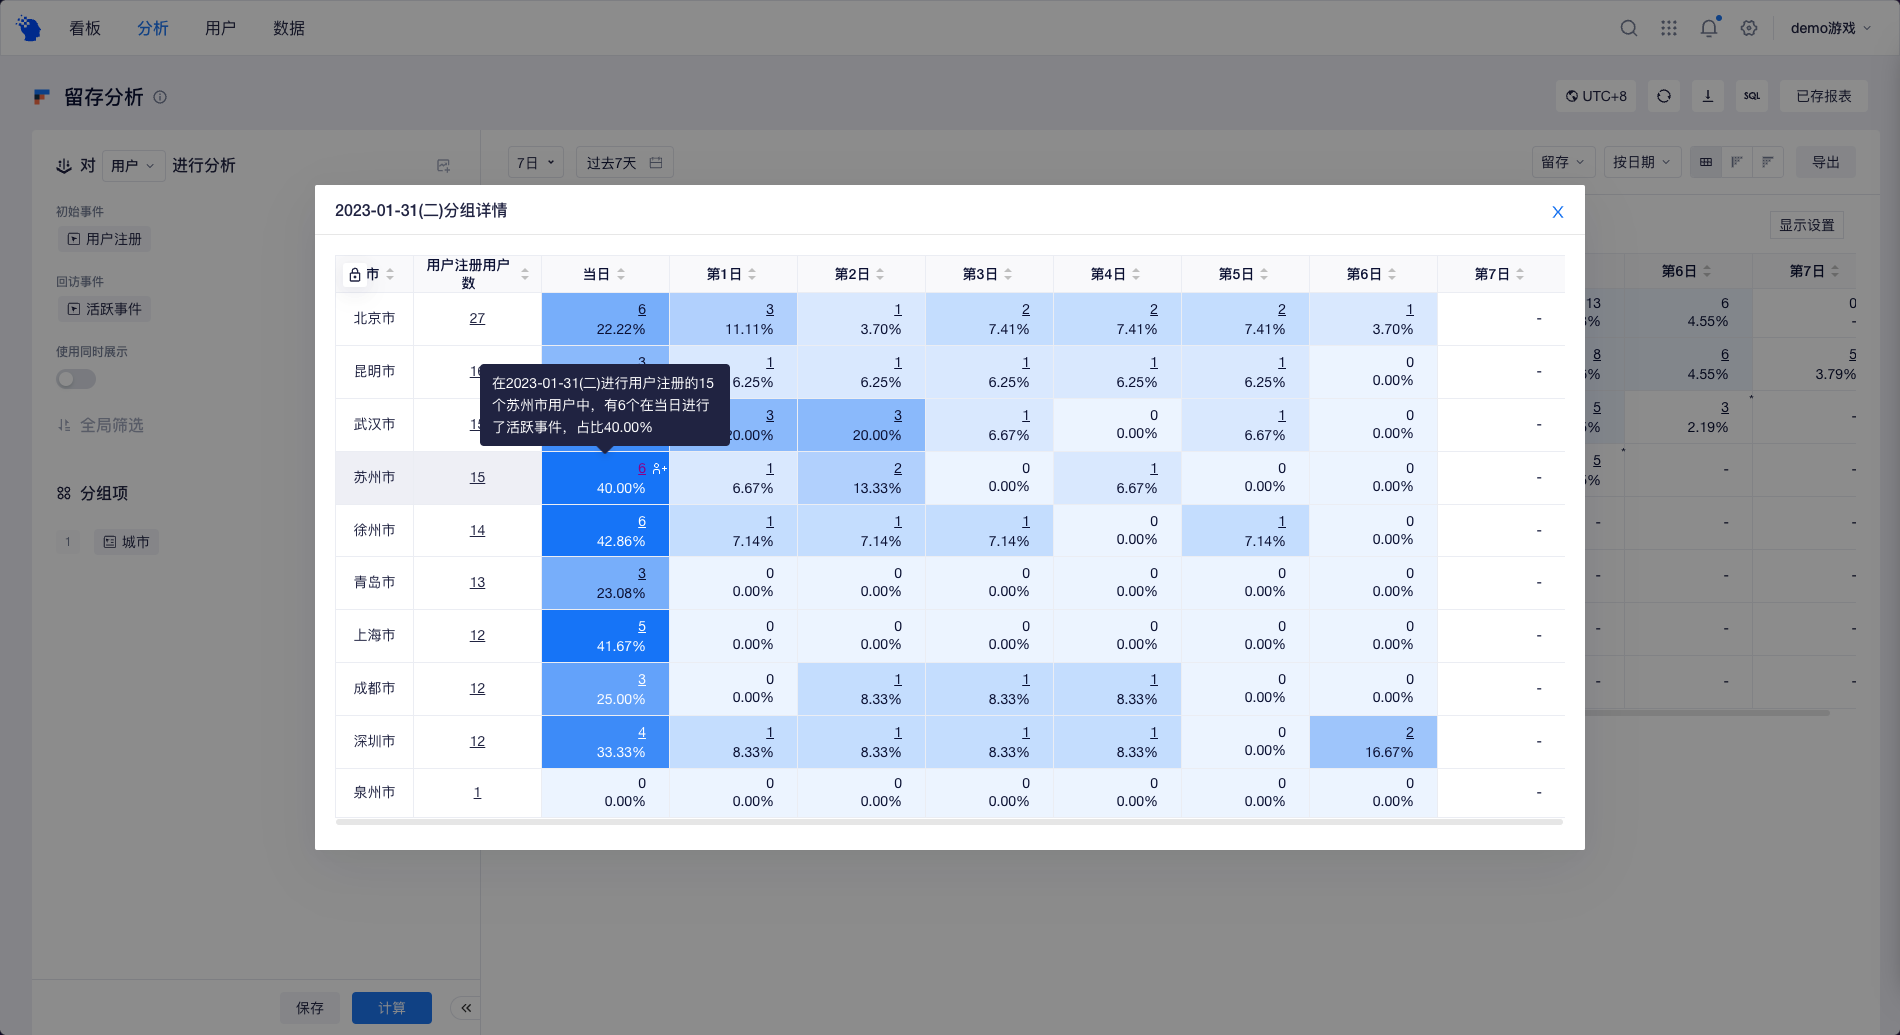 看板 分析 用户 数据 demo游戏
留存分析 UTC+8 SQL 已存报表
对 用户 进行分析 7日 过去7天 留存 按日期 导出
2023-01-31(二)分组详情
初始事件
用户注册 显示设置
回访事件
活跃事件
使用同时展示
全局筛选
分组项
1 城市
市 用户注册用户数 当日 第1日 第2日 第3日 第4日 第5日 第6日 第7日
北京市 27 6 3 1 2 2 2 1 -
22.22% 11.11% 3.70% 7.41% 7.41% 7.41% 3.70%
昆明市 3 1 1 1 1 1 0 -
6.25% 6.25% 6.25% 6.25% 6.25% 0.00%
在2023-01-31(二)进行用户注册的15
个苏州市用户中，有6个在当日进行
了活跃事件，占比40.00%
武汉市 3 3 1 0 1 0 -
20.00% 6.67% 0.00% 6.67% 0.00%
苏州市 15 6 1 2 0 1 0 0 -
40.00% 6.67% 13.33% 0.00% 6.67% 0.00% 0.00%
徐州市 14 6 1 1 1 0 1 0 -
42.86% 7.14% 7.14% 7.14% 0.00% 7.14% 0.00%
青岛市 13 3 0 0 0 0 0 0 -
23.08% 0.00% 0.00% 0.00% 0.00% 0.00% 0.00%
上海市 12 5 0 0 0 0 0 0 -
41.67% 0.00% 0.00% 0.00% 0.00% 0.00% 0.00%
成都市 12 3 0 1 1 1 0 0 -
25.00% 0.00% 8.33% 8.33% 8.33% 0.00% 0.00%
深圳市 12 4 1 1 1 1 0 2 -
33.33% 8.33% 8.33% 8.33% 8.33% 0.00% 16.67%
泉州市 1 0 0 0 0 0 0 0 -
0.00% 0.00% 0.00% 0.00% 0.00% 0.00% 0.00%
第6日 第7日
13 6 0
4.55% -
8 6 5
4.55% 3.79%
5 3 -
2.19%
5 - -
- - -
- - -
- - -
- - -
保存 计算